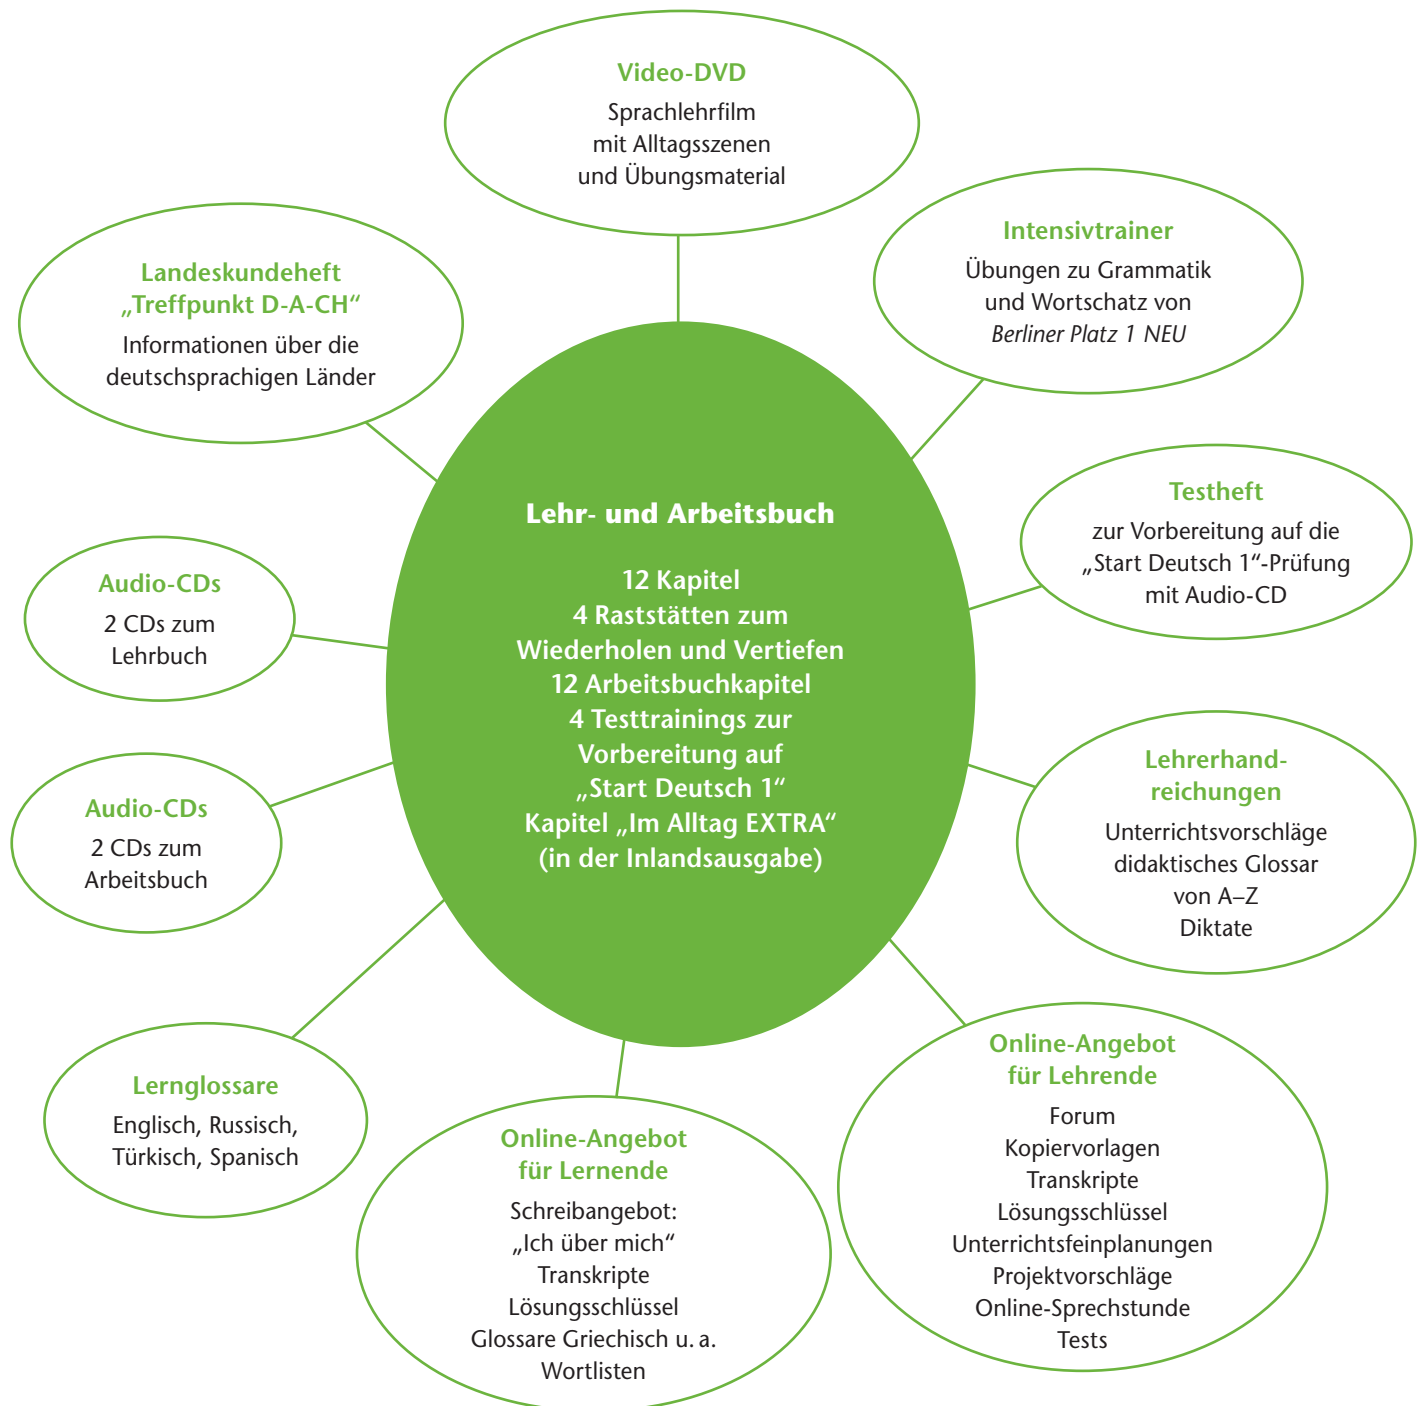 Video-DVD
Sprachlehrfilm
mit Alltagsszenen
und Übungsmaterial
Intensivtrainer
Übungen zu Grammatik
und Wortschatz von
Berliner Platz 1 NEU
Landeskundeheft
„Treffpunkt D-A-CH“
Informationen über die
deutschsprachigen Länder
Testheft
zur Vorbereitung auf die
„Start Deutsch 1“-Prüfung
mit Audio-CD
Lehr- und Arbeitsbuch
12 Kapitel
4 Raststätten zum
Wiederholen und Vertiefen
12 Arbeitsbuchkapitel
4 Testtrainings zur
Vorbereitung auf
„Start Deutsch 1“
Kapitel „Im Alltag EXTRA“
(in der Inlandsausgabe)
Audio-CDs
2 CDs zum
Lehrbuch
Audio-CDs
2 CDs zum
Arbeitsbuch
Lehrerhand-
reichungen
Unterrichtsvorschläge
didaktisches Glossar
von A–Z
Diktate
Lernglossare
Englisch, Russisch,
Türkisch, Spanisch
Online-Angebot
für Lernende
Schreibangebot:
„Ich über mich“
Transkripte
Lösungsschlüssel
Glossare Griechisch u. a.
Wortlisten
Online-Angebot
für Lehrende
Forum
Kopiervorlagen
Transkripte
Lösungsschlüssel
Unterrichtsfeinplanungen
Projektvorschläge
Online-Sprechstunde
Tests